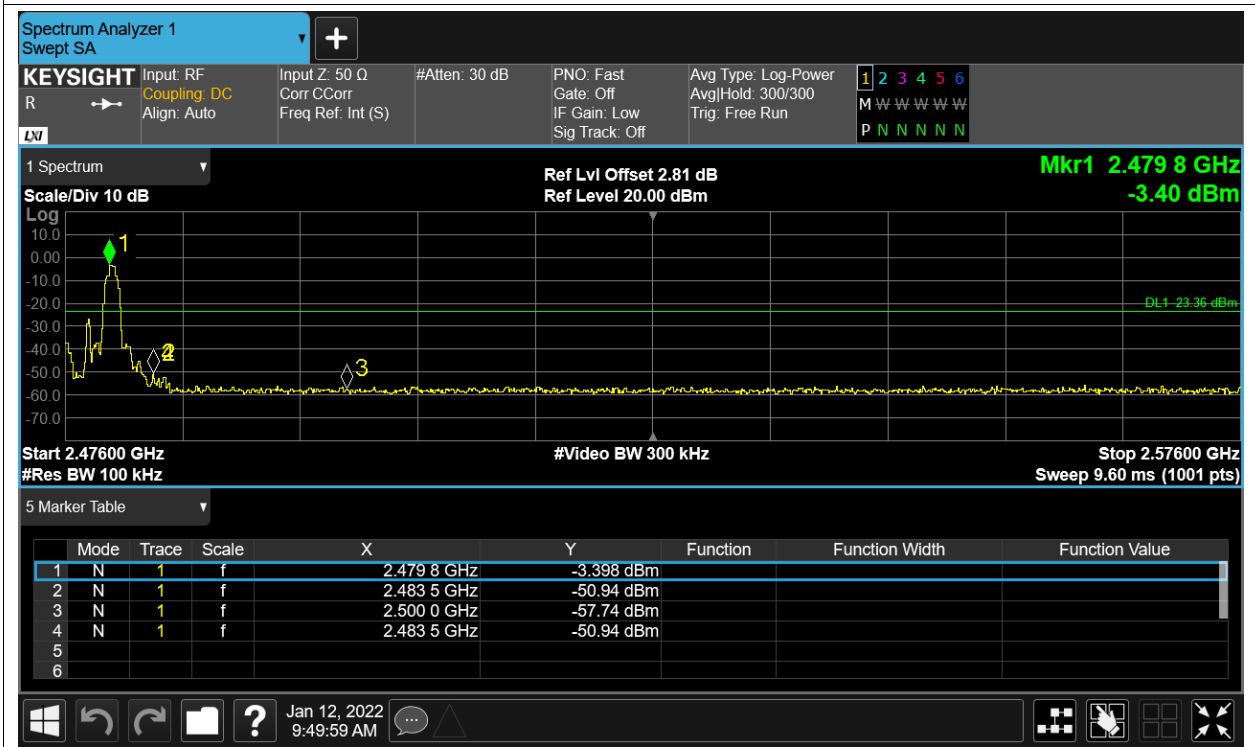 Spectrum Analyzer 1
Swept SA
KEYSIGHT Input: RF Input Z: 50 Ω #Atten: 30 dB PNO: Fast Avg Type: Log-Power 1 2 3 4 5 6
R Coupling: DC Corr CCorr Gate: Off Avg|Hold: 300/300 M W W W W W
Align: Auto Freq Ref: Int (S) IF Gain: Low Trig: Free Run
LXI Sig Track: Off P N N N N N
1 Spectrum Ref Lvl Offset 2.81 dB Mkr1 2.479 8 GHz
Scale/Div 10 dB Ref Level 20.00 dBm -3.40 dBm
Log
10.0 1
0.00
-10.0
-20.0 DL1 -23.36 dBm
-30.0
-40.0 2
-50.0 3
-60.0
-70.0
Start 2.47600 GHz #Video BW 300 kHz Stop 2.57600 GHz
#Res BW 100 kHz Sweep 9.60 ms (1001 pts)
5 Marker Table
Mode Trace Scale X Y Function Function Width Function Value
1 N 1 f 2.479 8 GHz -3.398 dBm
2 N 1 f 2.483 5 GHz -50.94 dBm
3 N 1 f 2.500 0 GHz -57.74 dBm
4 N 1 f 2.483 5 GHz -50.94 dBm
5
6
? Jan 12, 2022
9:49:59 AM